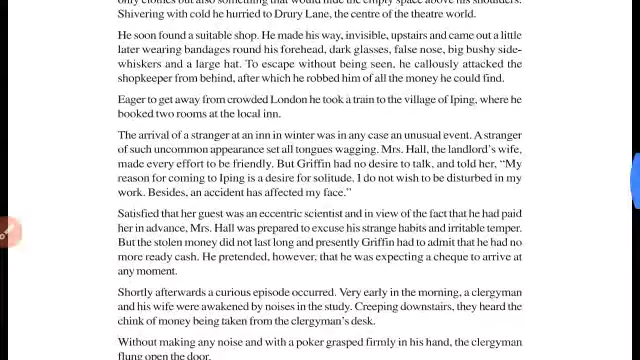 only clothes but also something that would hide the empty space above his shoulders.
Shivering with cold he hurried to Drury Lane, the centre of the theatre world.
He soon found a suitable shop. He made his way, invisible, upstairs and came out a little
later wearing bandages round his forehead, dark glasses, false nose, big bushy side-
whiskers and a large hat. To escape without being seen, he callously attacked the
shopkeeper from behind, after which he robbed him of all the money he could find.
Eager to get away from crowded London he took a train to the village of Iping, where he
booked two rooms at the local inn.
The arrival of a stranger at an inn in winter was in any case an unusual event. A stranger
of such uncommon appearance set all tongues wagging. Mrs. Hall, the landlord's wife,
made every effort to be friendly. But Griffin had no desire to talk, and told her, “My
reason for coming to Iping is a desire for solitude. I do not wish to be disturbed in my
work. Besides, an accident has affected my face.”
Satisfied that her guest was an eccentric scientist and in view of the fact that he had paid
her in advance, Mrs. Hall was prepared to excuse his strange habits and irritable temper.
But the stolen money did not last long and presently Griffin had to admit that he had no
more ready cash. He pretended, however, that he was expecting a cheque to arrive at
any moment.
Shortly afterwards a curious episode occurred. Very early in the morning, a clergyman
and his wife were awakened by noises in the study. Creeping downstairs, they heard the
chink of money being taken from the clergyman's desk.
Without making any noise and with a poker grasped firmly in his hand, the clergyman
flung open the door.